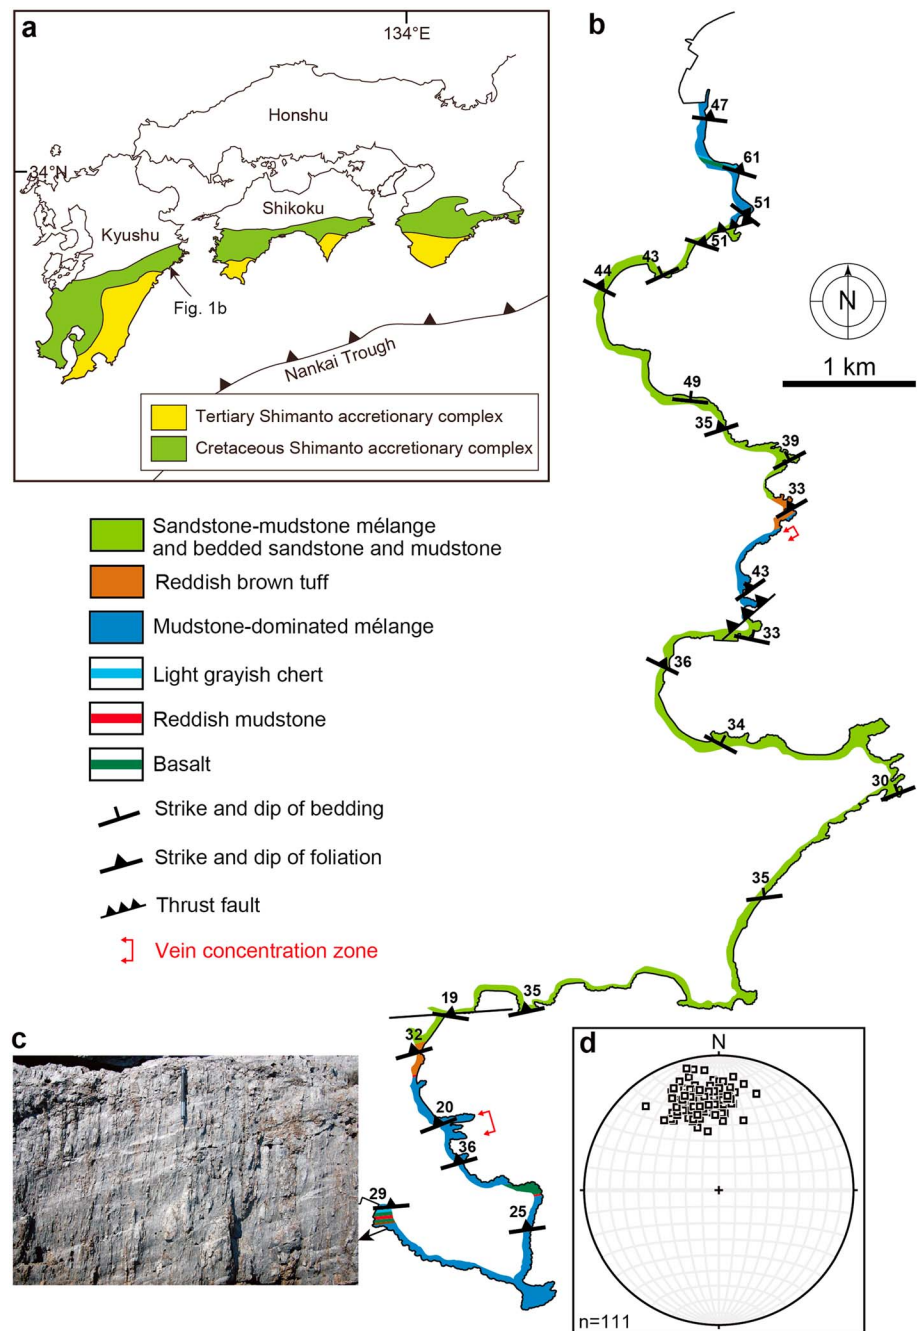 a
134°E
Honshu
34°N
Shikoku
Kyushu
Fig. 1b
Nankai Trough
Tertiary Shimanto accretionary complex
Cretaceous Shimanto accretionary complex
b
47
61
51
51
43
44
N
1 km
49
35
39
33
43
33
36
34
30
35
35
19
32
20
36
29
25
Sandstone-mudstone mélange
and bedded sandstone and mudstone
Reddish brown tuff
Mudstone-dominated mélange
Light grayish chert
Reddish mudstone
Basalt
Strike and dip of bedding
Strike and dip of foliation
Thrust fault
Vein concentration zone
c
d
N
n=111